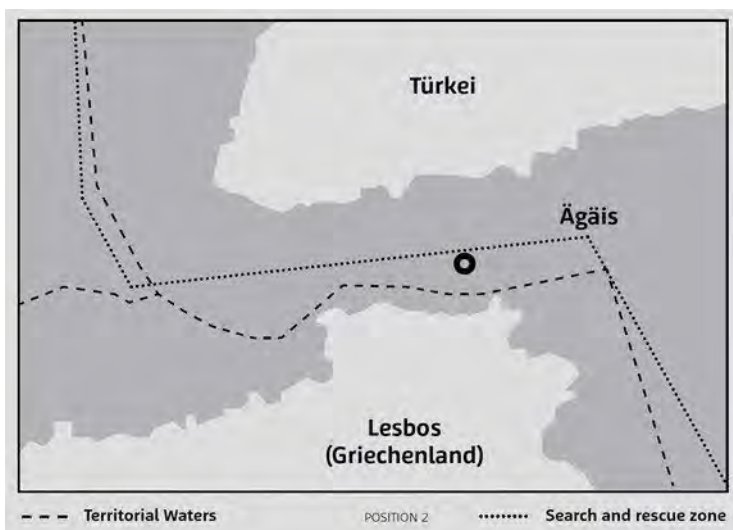 Türkei
Ägäis
Lesbos
(Griechenland)
Territorial Waters
POSITION 2
Search and rescue zone